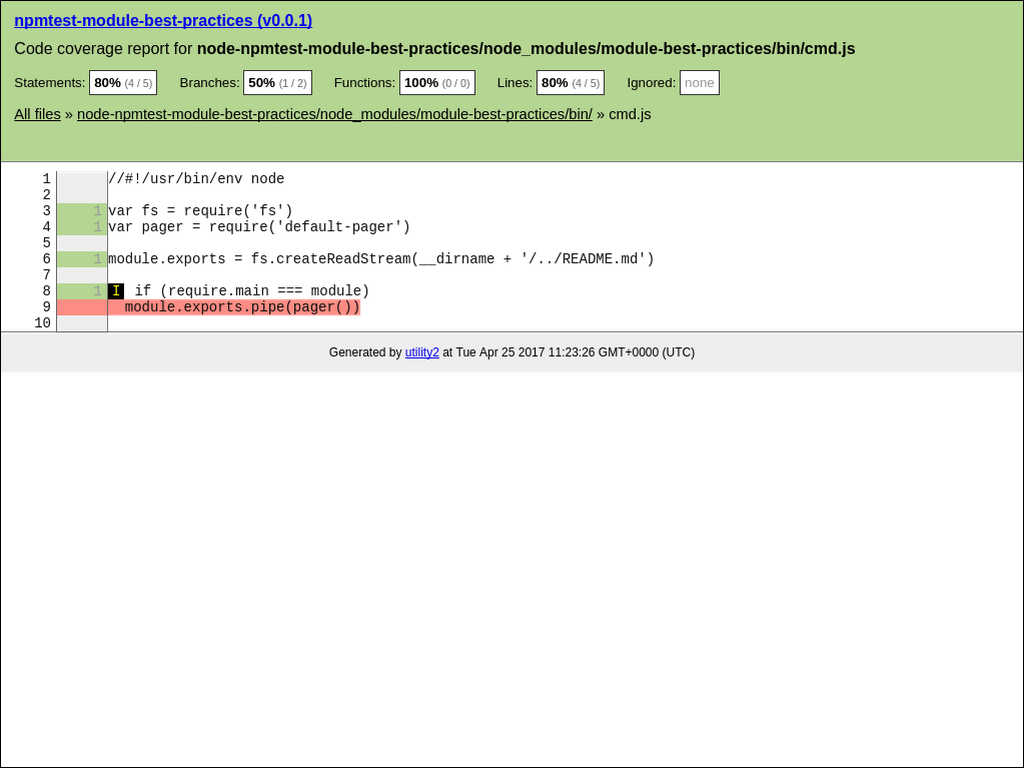 npmtest-module-best-practices (v0.0.1)
Code coverage report for node-npmtest-module-best-practices/node_modules/module-best-practices/bin/cmd.js
Statements: 80% (4 / 5) Branches: 50% (1 / 2) Functions: 100% (0 / 0) Lines: 80% (4 / 5) Ignored: none
All files » node-npmtest-module-best-practices/node_modules/module-best-practices/bin/ » cmd.js
1 //#!/usr/bin/env node
2
3 1 var fs = require('fs')
4 1 var pager = require('default-pager')
5
6 1 module.exports = fs.createReadStream(__dirname + '/../README.md')
7
8 1 I if (require.main === module)
9 module.exports.pipe(pager())
10
Generated by utility2 at Tue Apr 25 2017 11:23:26 GMT+0000 (UTC)